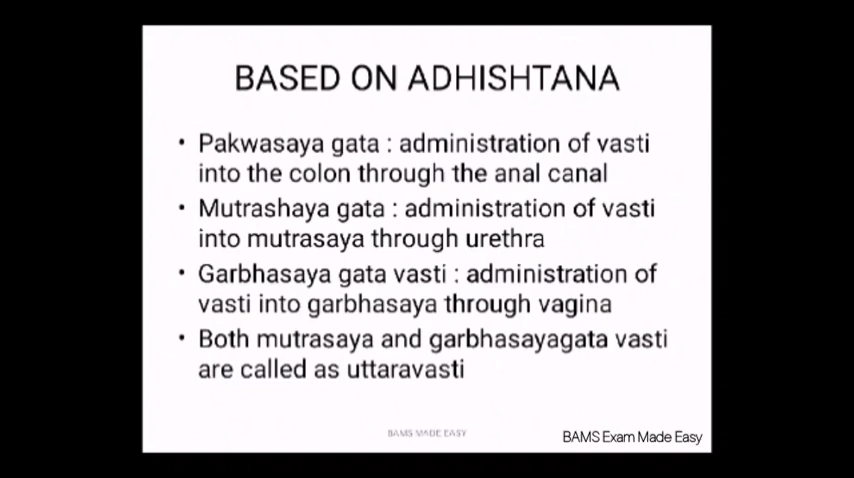 BASED ON ADHISHTANA
• Pakwasaya gata : administration of vasti
into the colon through the anal canal
• Mutrashaya gata : administration of vasti
into mutrasaya through urethra
• Garbhasaya gata vasti : administration of
vasti into garbhasaya through vagina
• Both mutrasaya and garbhasayagata vasti
are called as uttaravasti
BAMS MADE EASY
BAMS Exam Made Easy